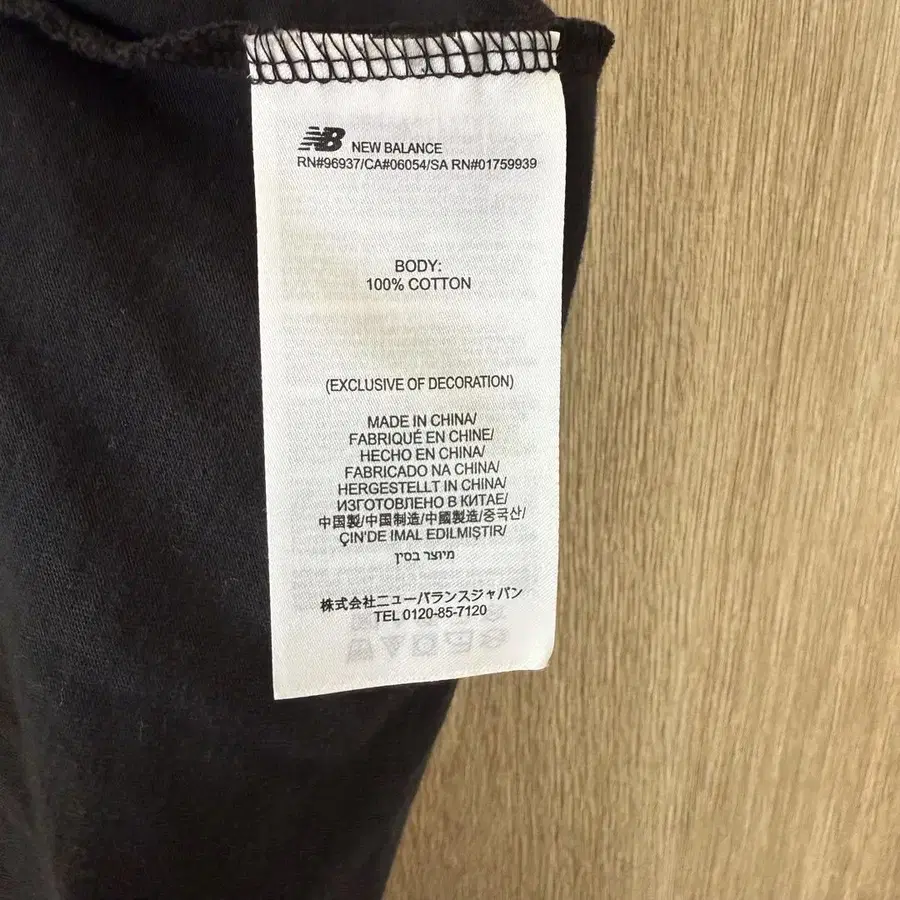 NB NEW BALANCE
RN#96937/CA#06054/SA RN#01759939
BODY:
100% COTTON
(EXCLUSIVE OF DECORATION)
MADE IN CHINA/
FABRIQUÉ EN CHINE/
HECHO EN CHINA/
FABRICADO NA CHINA/
HERGESTELLT IN CHINA/
ИЗГОТОВЛЕНО В КИТАЕ/
中国製/中国制造/中國製造/중국산/
ÇIN'DE IMAL EDILMIŞTIR/
מיוצר בסין
株式会社ニューバランスジャパン
TEL 0120-85-7120